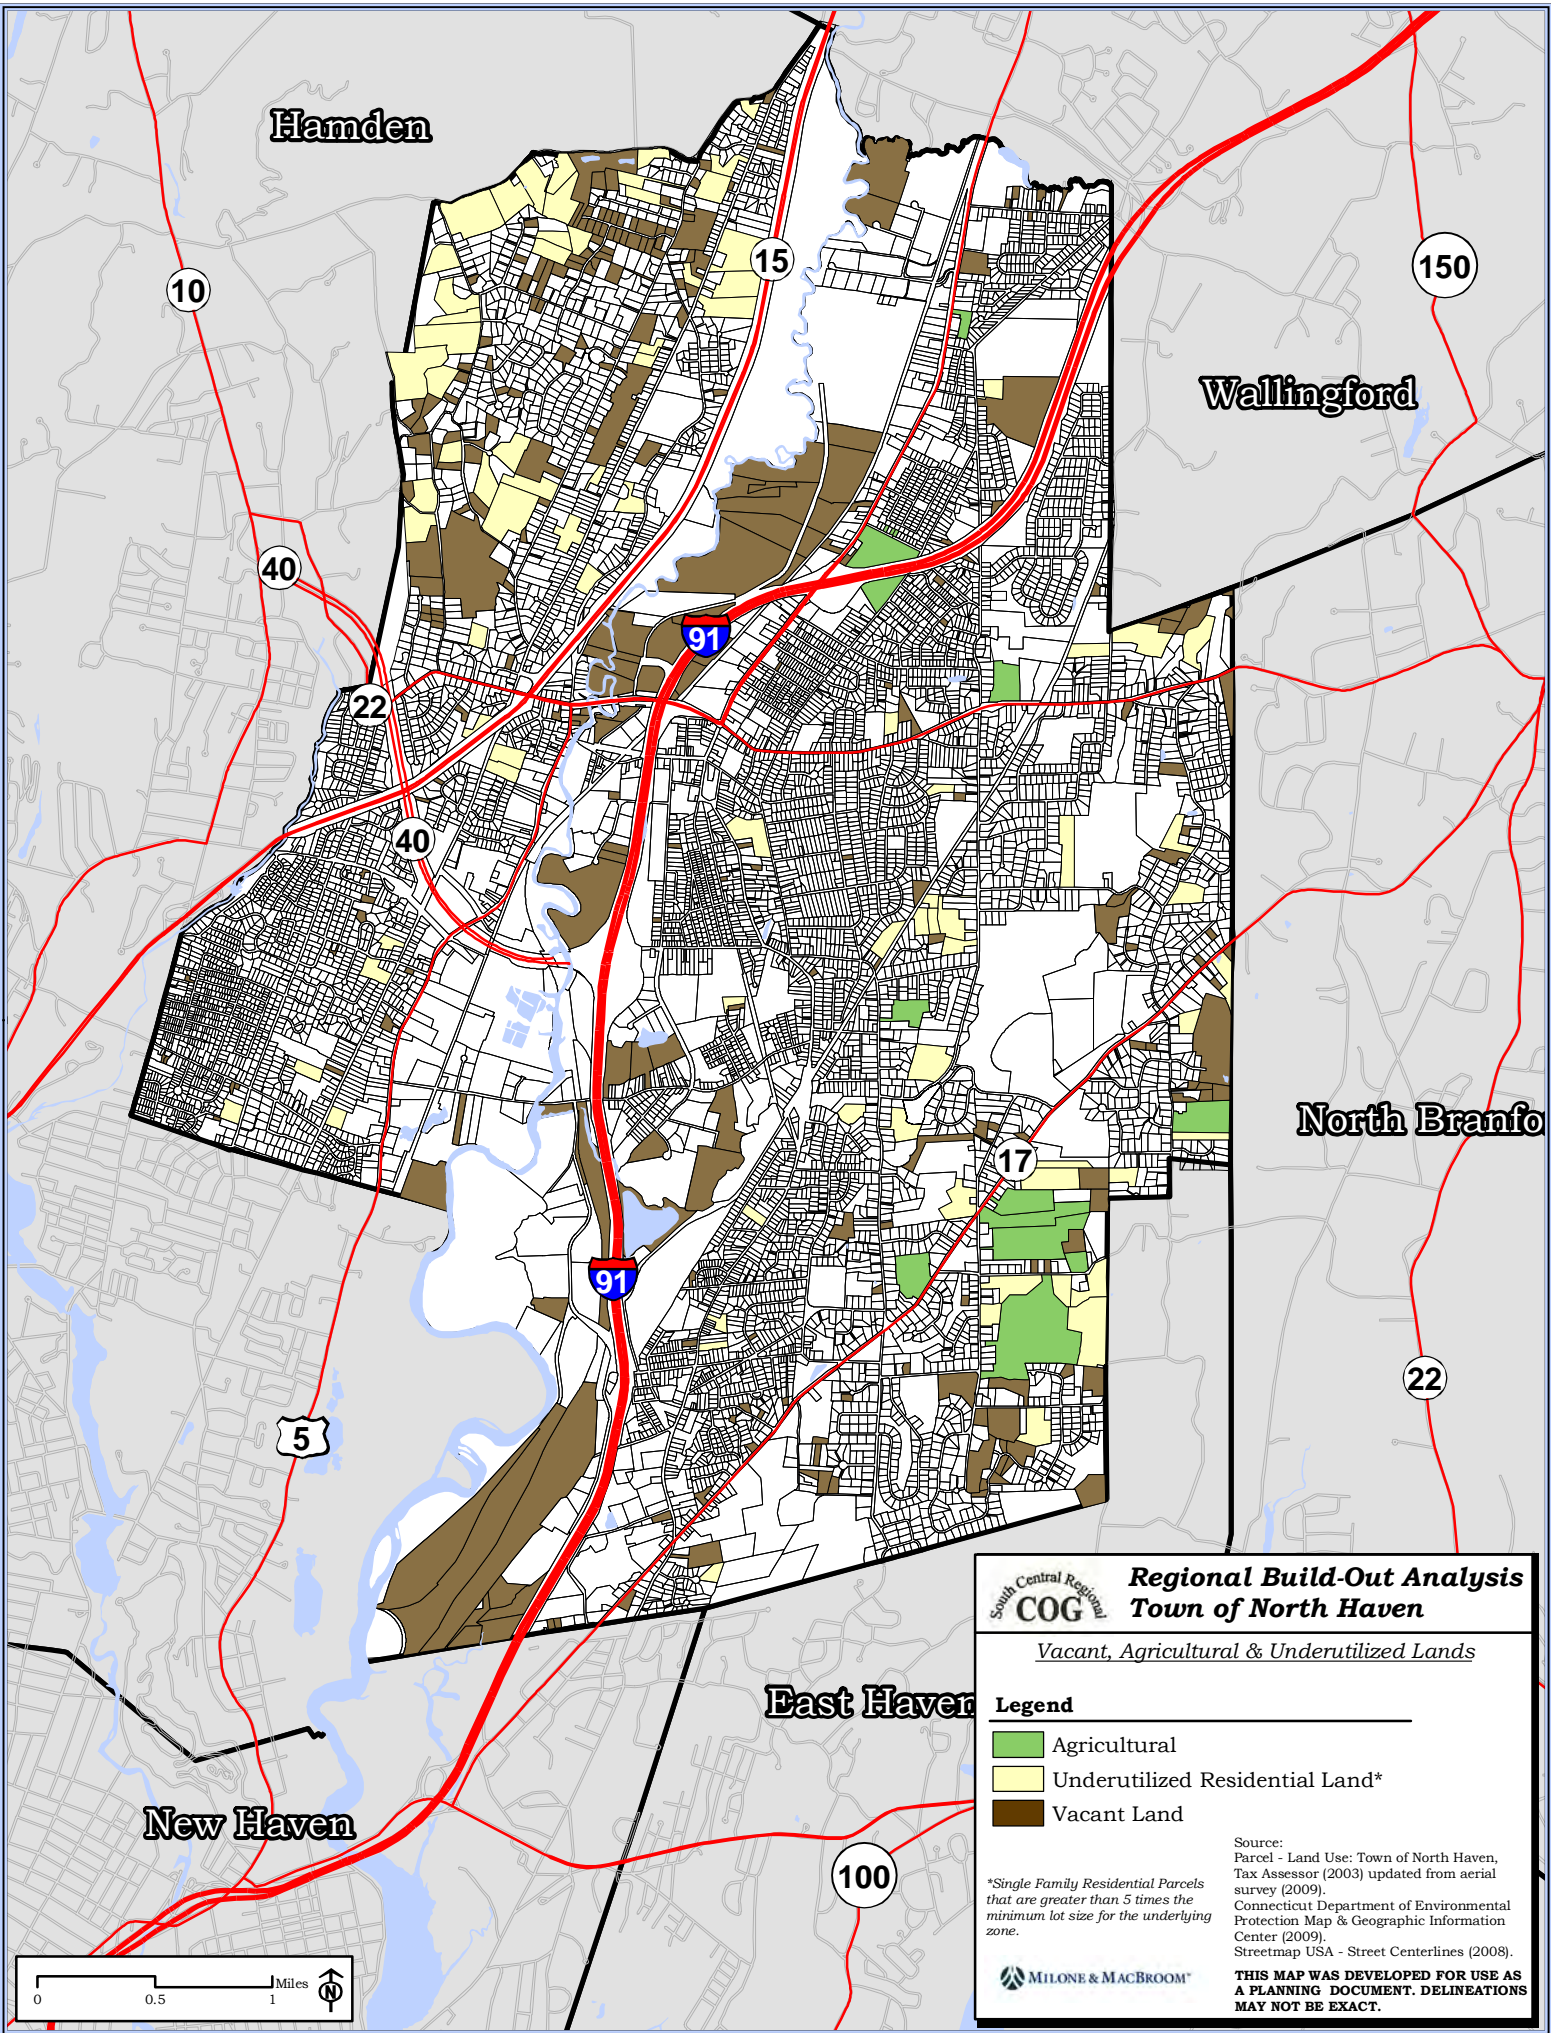 Hamden
15
10
150
Wallingford
40
91
22
40
North Branfo
17
91
22
5
South Central Regional
COG
Regional Build-Out Analysis
Town of North Haven
Vacant, Agricultural & Underutilized Lands
East Haven
Legend
Agricultural
Underutilized Residential Land*
Vacant Land
New Haven
100
*Single Family Residential Parcels
that are greater than 5 times the
minimum lot size for the underlying
zone.
Source:
Parcel - Land Use: Town of North Haven,
Tax Assessor (2003) updated from aerial
survey (2009).
Connecticut Department of Environmental
Protection Map & Geographic Information
Center (2009).
Streetmap USA - Street Centerlines (2008).
MILONE & MACBROOM
THIS MAP WAS DEVELOPED FOR USE AS
A PLANNING DOCUMENT. DELINEATIONS
MAY NOT BE EXACT.
Miles
0 0.5 1
N